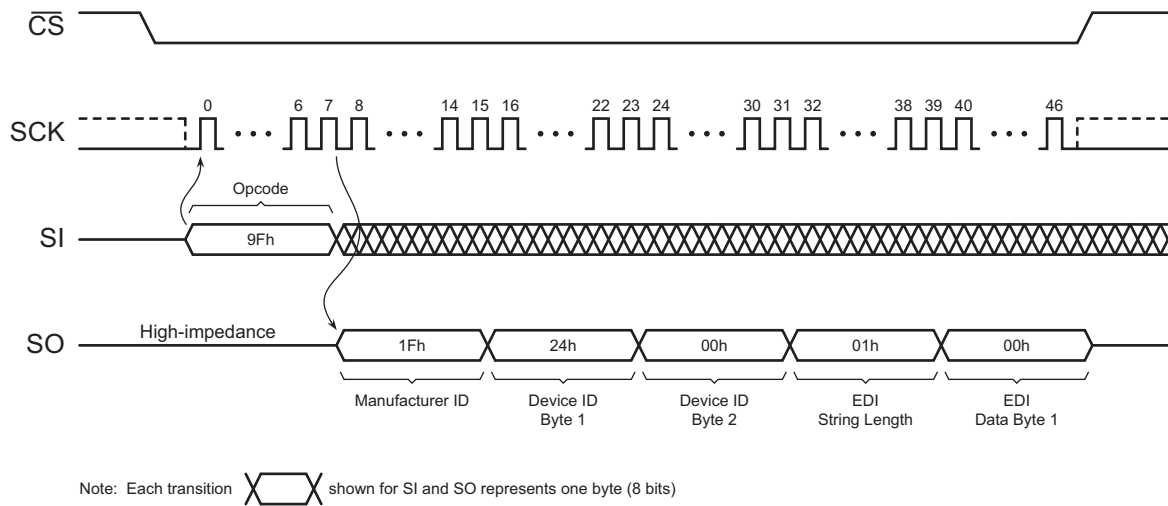 CS
0 6 7 8 14 15 16 22 23 24 30 31 32 38 39 40 46
SCK
Opcode
SI
9Fh
High-impedance
SO
1Fh 24h 00h 01h 00h
Manufacturer ID
Device ID
Byte 1
Device ID
Byte 2
EDI
String Length
EDI
Data Byte 1
Note: Each transition shown for SI and SO represents one byte (8 bits)